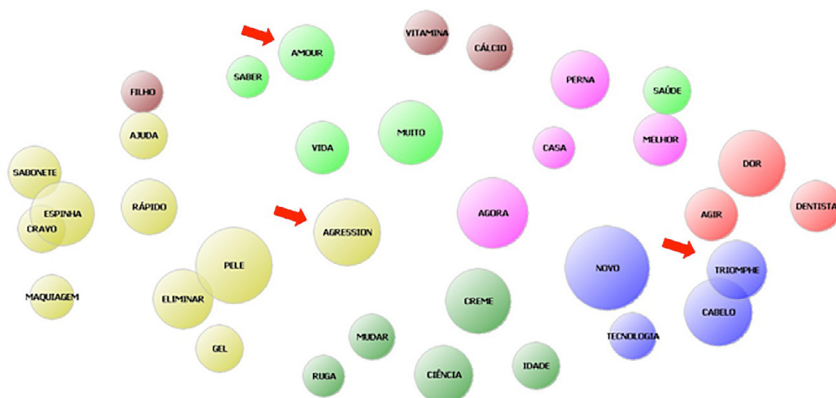 AMOUR
VITAMINA
CÁLCIO
SABER
PERNA
FILHO
SAÚDE
AJUDA
VIDA
MUITO
CASA
MELHOR
DOR
SABONETE
ESPINHA
CRAVO
RÁPIDO
AGRESSION
AGORA
AGIR
DENTISTA
PELE
NOVO
TRIOMPHE
MAQUIAGEM
ELIMINAR
CREME
CABELO
GEL
MUDAR
TECNOLOGIA
RUGA
CIÊNCIA
IDADE